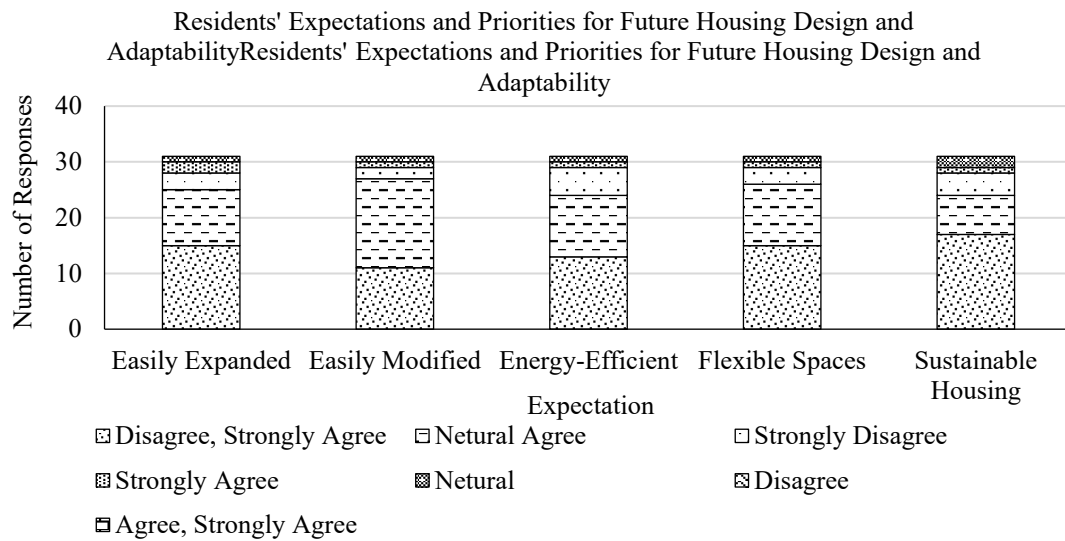 Residents' Expectations and Priorities for Future Housing Design and
AdaptabilityResidents' Expectations and Priorities for Future Housing Design and
Adaptability
40
30
20
10
0
Number of Responses
Easily Expanded
Easily Modified
Energy-Efficient
Flexible Spaces
Sustainable
Housing
Expectation
Disagree, Strongly Agree
Netural Agree
Strongly Disagree
Strongly Agree
Netural
Disagree
Agree, Strongly Agree